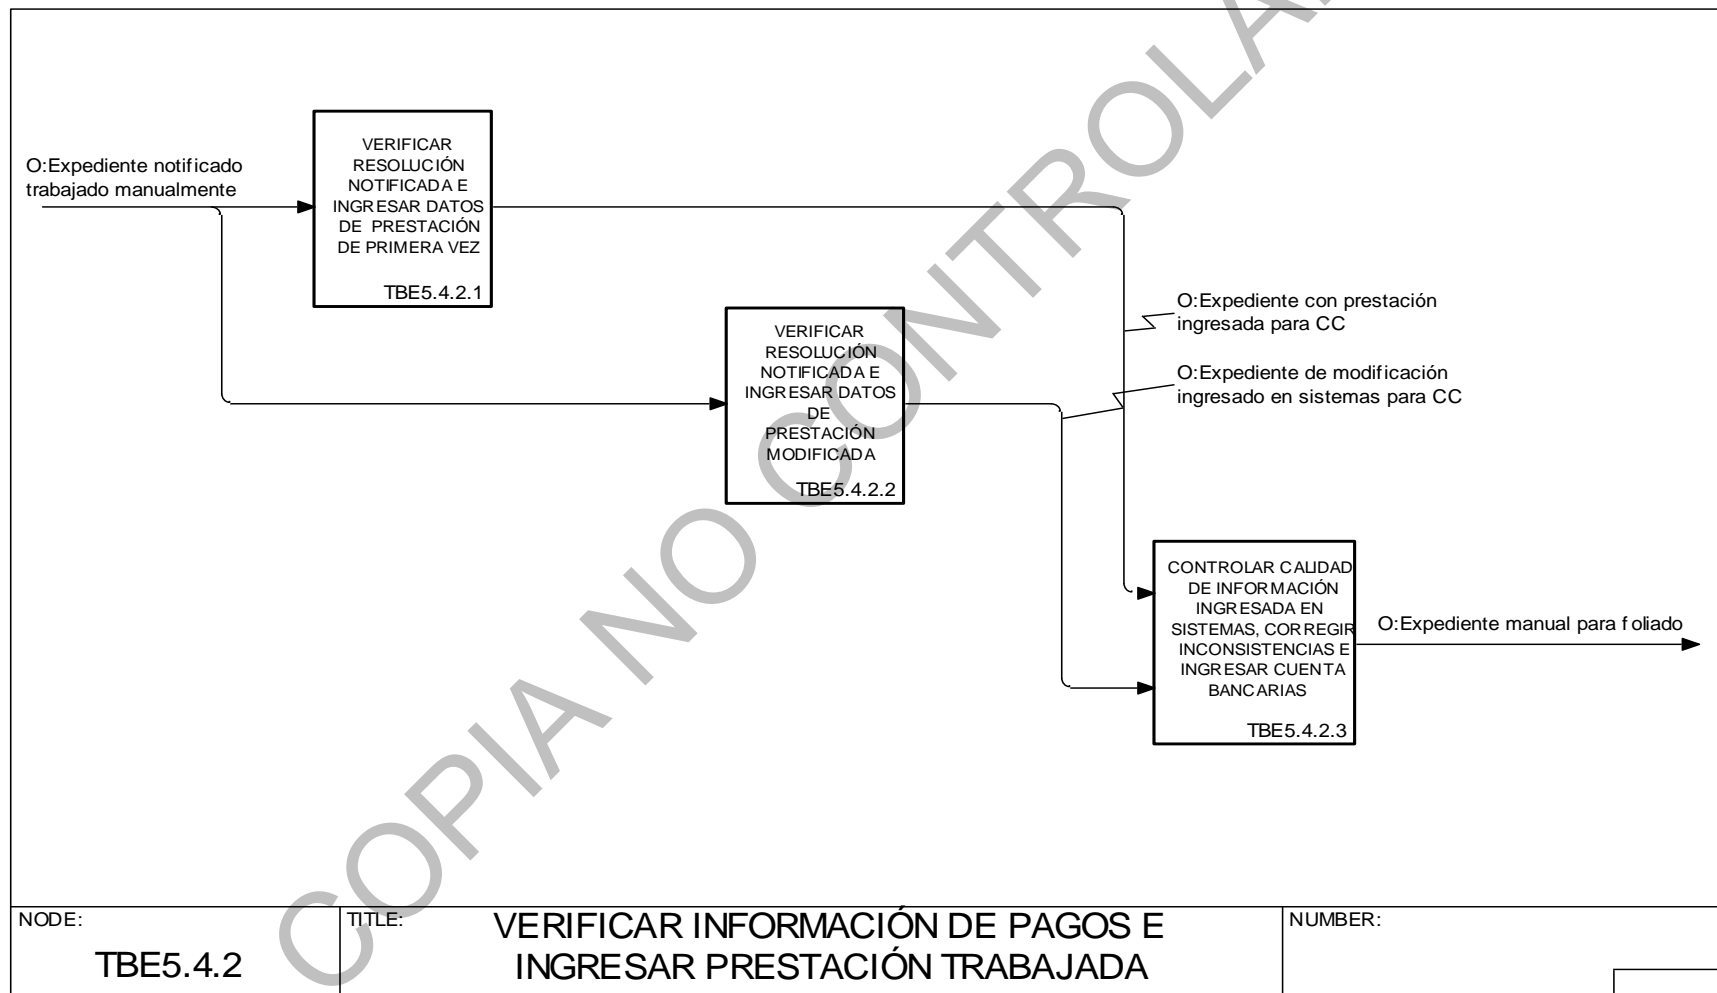 O:Expediente notificado
trabajado manualmente
VERIFICAR
RESOLUCIÓN
NOTIFICADA E
INGRESAR DATOS
DE PRESTACIÓN
DE PRIMERA VEZ
TBE5.4.2.1
VERIFICAR
RESOLUCIÓN
NOTIFICADA E
INGRESAR DATOS
DE
PRESTACIÓN
MODIFICADA
TBE5.4.2.2
O:Expediente con prestación
ingresada para CC
O:Expediente de modificación
ingresado en sistemas para CC
CONTROLAR CALIDAD
DE INFORMACIÓN
INGRESADA EN
SISTEMAS, CORREGIR
INCONSISTENCIAS E
INGRESAR CUENTA
BANCARIAS
TBE5.4.2.3
O:Expediente manual para foliado
COPIA NO CONTROLA
NODE:
TBE5.4.2
TITLE:
VERIFICAR INFORMACIÓN DE PAGOS E
INGRESAR PRESTACIÓN TRABAJADA
NUMBER: